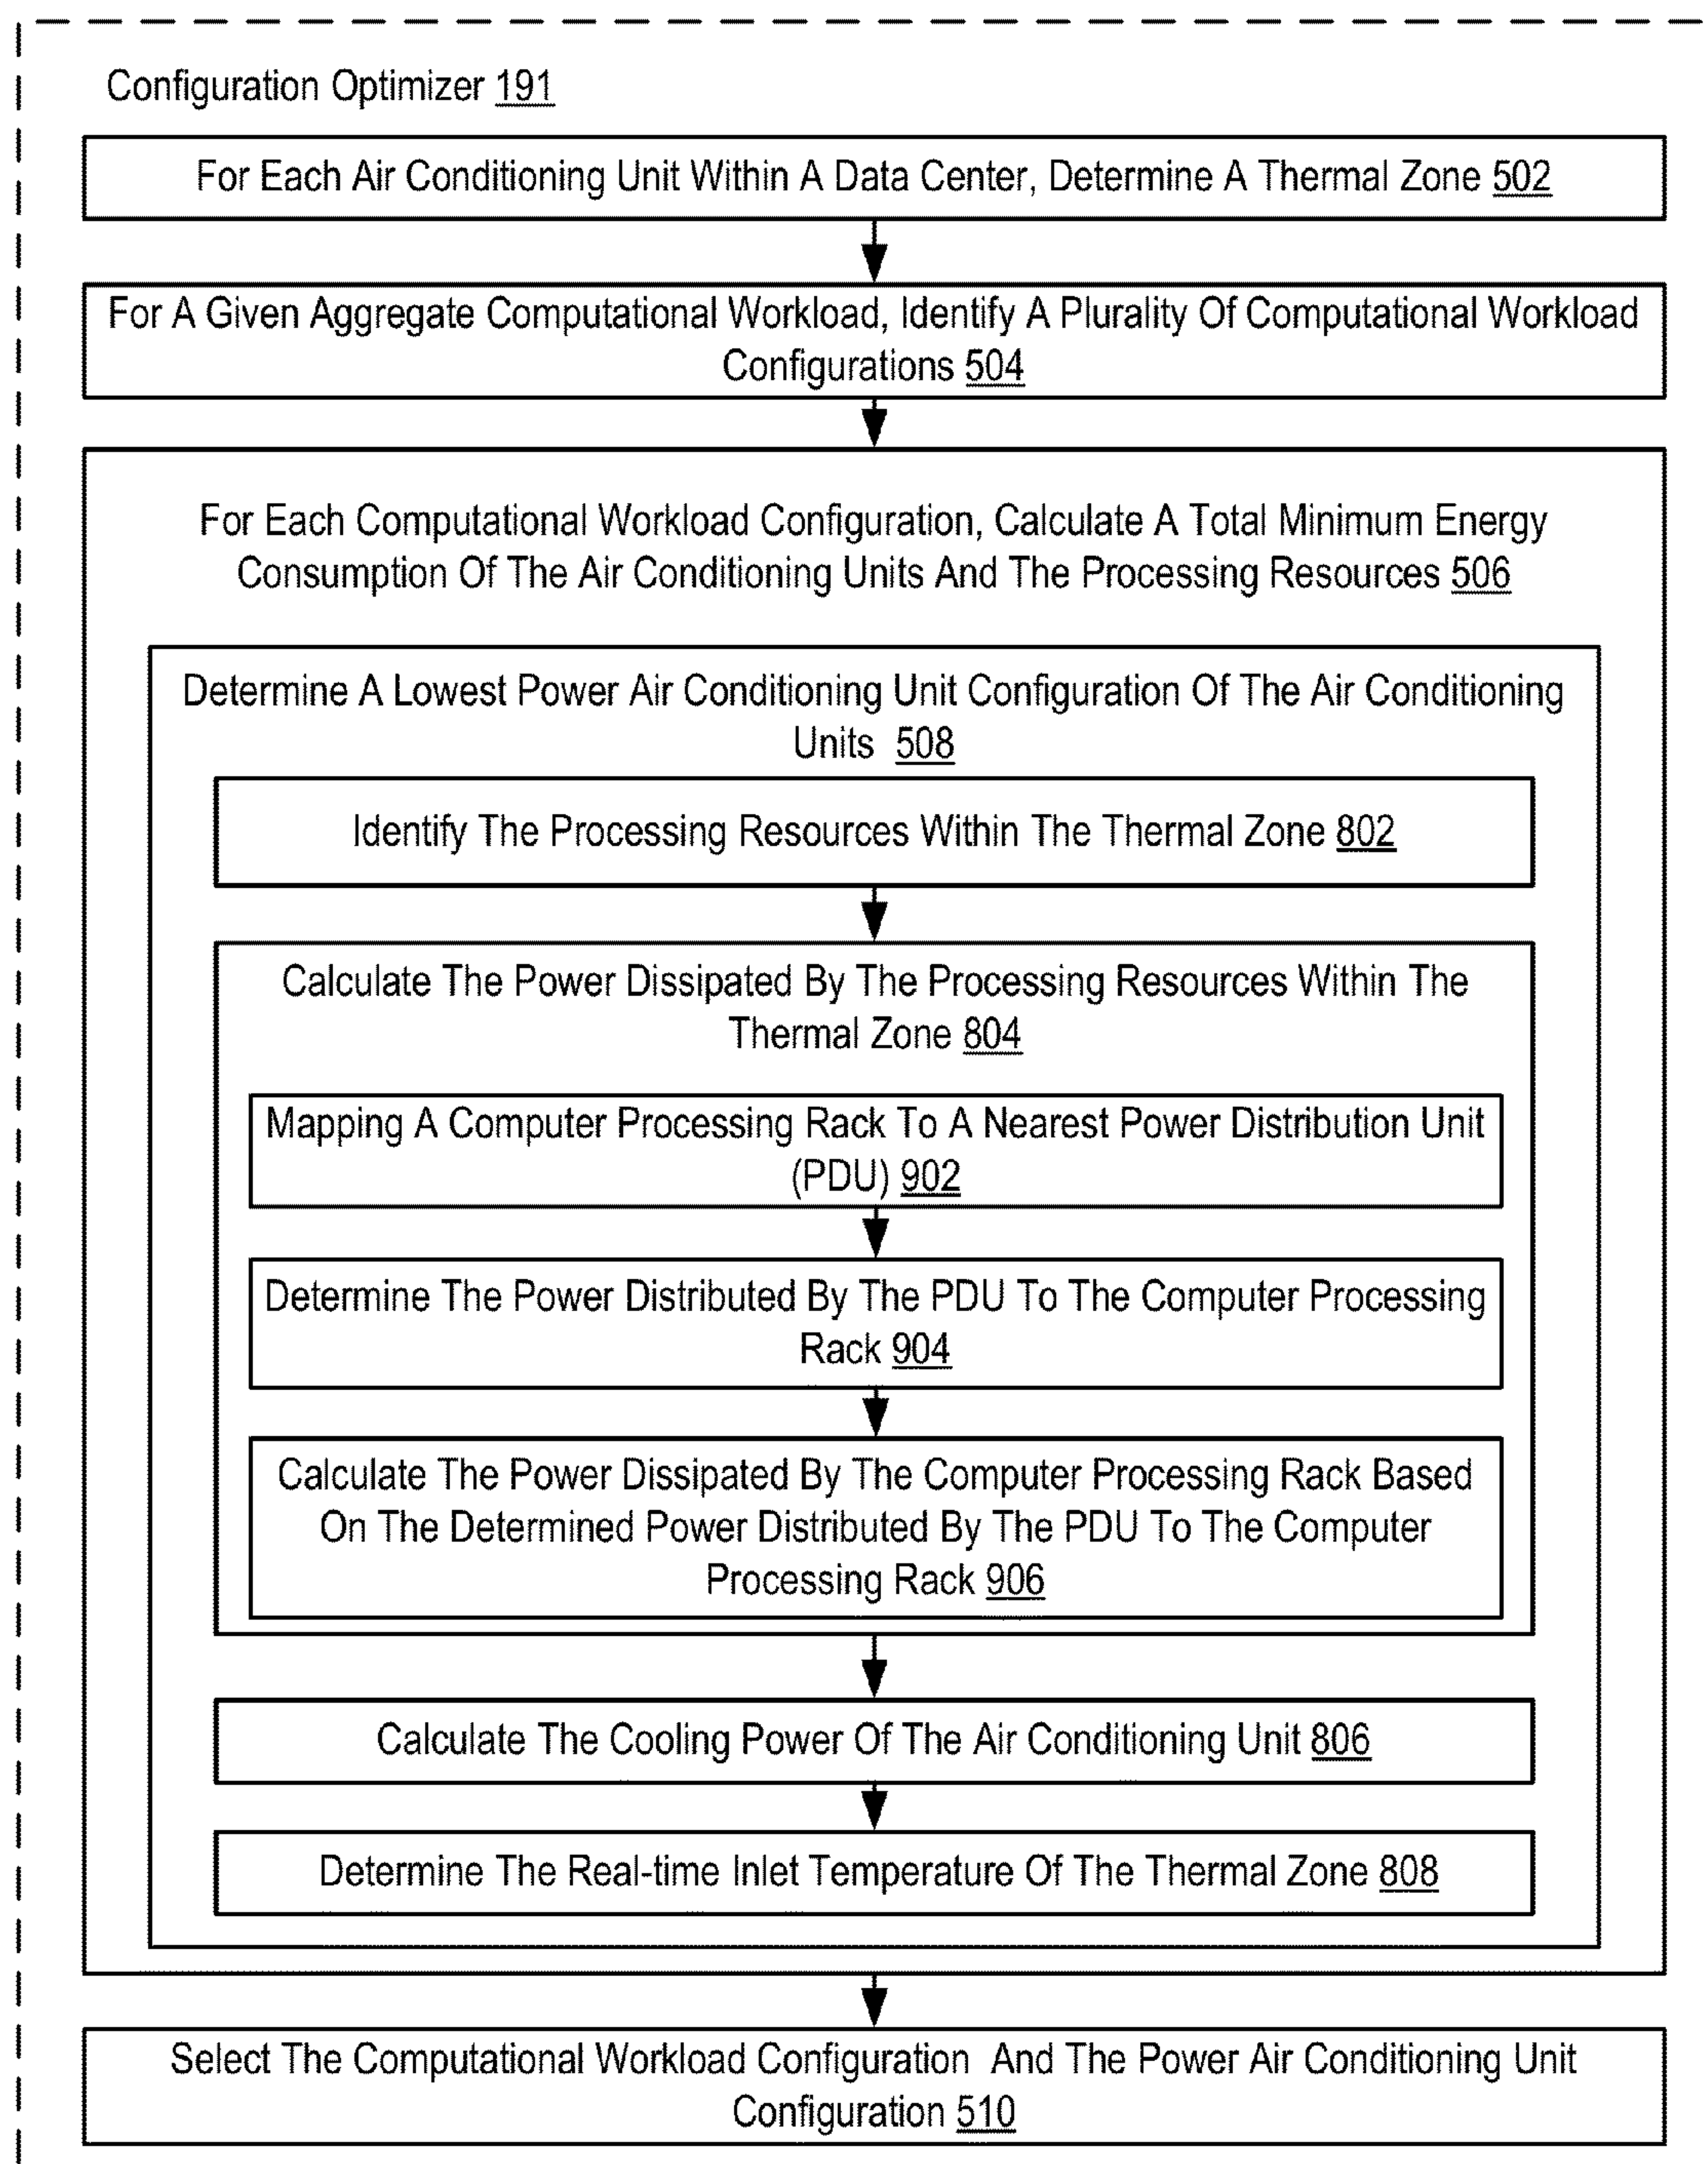 Configuration Optimizer 191
For Each Air Conditioning Unit Within A Data Center, Determine A Thermal Zone 502
For A Given Aggregate Computational Workload, Identify A Plurality Of Computational Workload
Configurations 504
For Each Computational Workload Configuration, Calculate A Total Minimum Energy
Consumption Of The Air Conditioning Units And The Processing Resources 506
Determine A Lowest Power Air Conditioning Unit Configuration Of The Air Conditioning
Units 508
Identify The Processing Resources Within The Thermal Zone 802
Calculate The Power Dissipated By The Processing Resources Within The
Thermal Zone 804
Mapping A Computer Processing Rack To A Nearest Power Distribution Unit
(PDU) 902
Determine The Power Distributed By The PDU To The Computer Processing
Rack 904
Calculate The Power Dissipated By The Computer Processing Rack Based
On The Determined Power Distributed By The PDU To The Computer
Processing Rack 906
Calculate The Cooling Power Of The Air Conditioning Unit 806
Determine The Real-time Inlet Temperature Of The Thermal Zone 808
Select The Computational Workload Configuration And The Power Air Conditioning Unit
Configuration 510